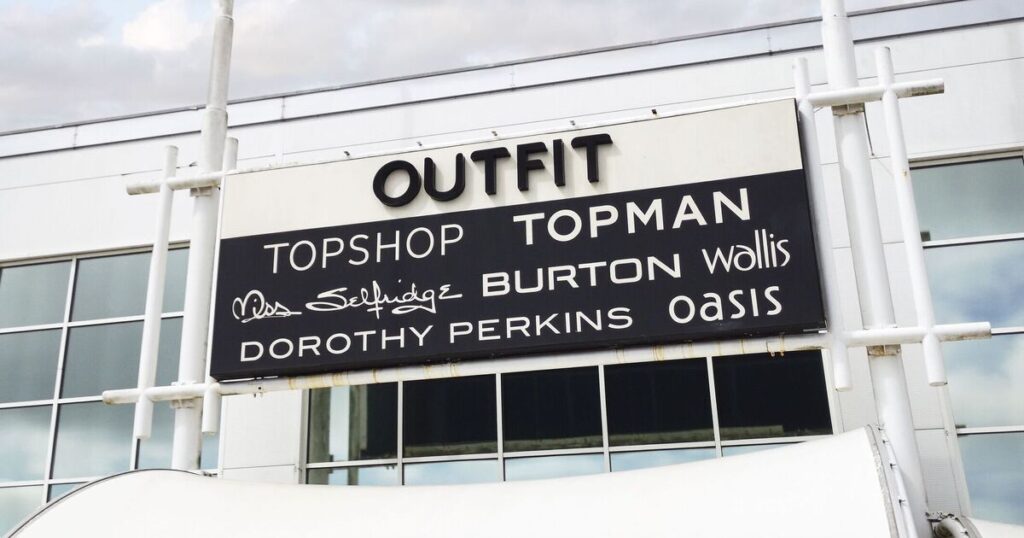 OUTFIT
TOPSHOP TOPMAN
Miss Selfridge BURTON wallis
DOROTHY PERKINS oasis